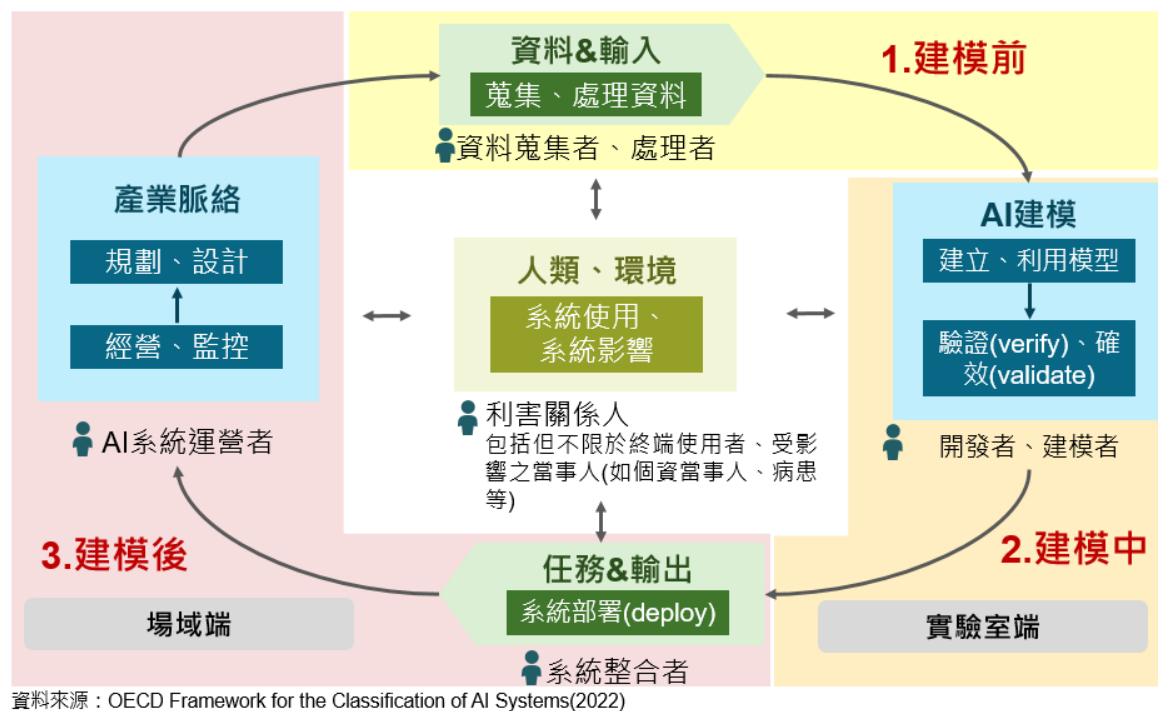 資料&輸入
蒐集、處理資料
資料蒐集者、處理者
1.建模前
產業脈絡
規劃、設計
經營、監控
AI系統運營者
人類、環境
系統使用、
系統影響
利害關係人
包括但不限於終端使用者、受影
響之當事人(如個資當事人、病患
等)
AI建模
建立、利用模型
驗證(verify)、確
效(validate)
開發者、建模者
2.建模中
3.建模後
任務&輸出
系統部署(deploy)
系統整合者
場域端
實驗室端
資料來源：OECD Framework for the Classification of AI Systems(2022)